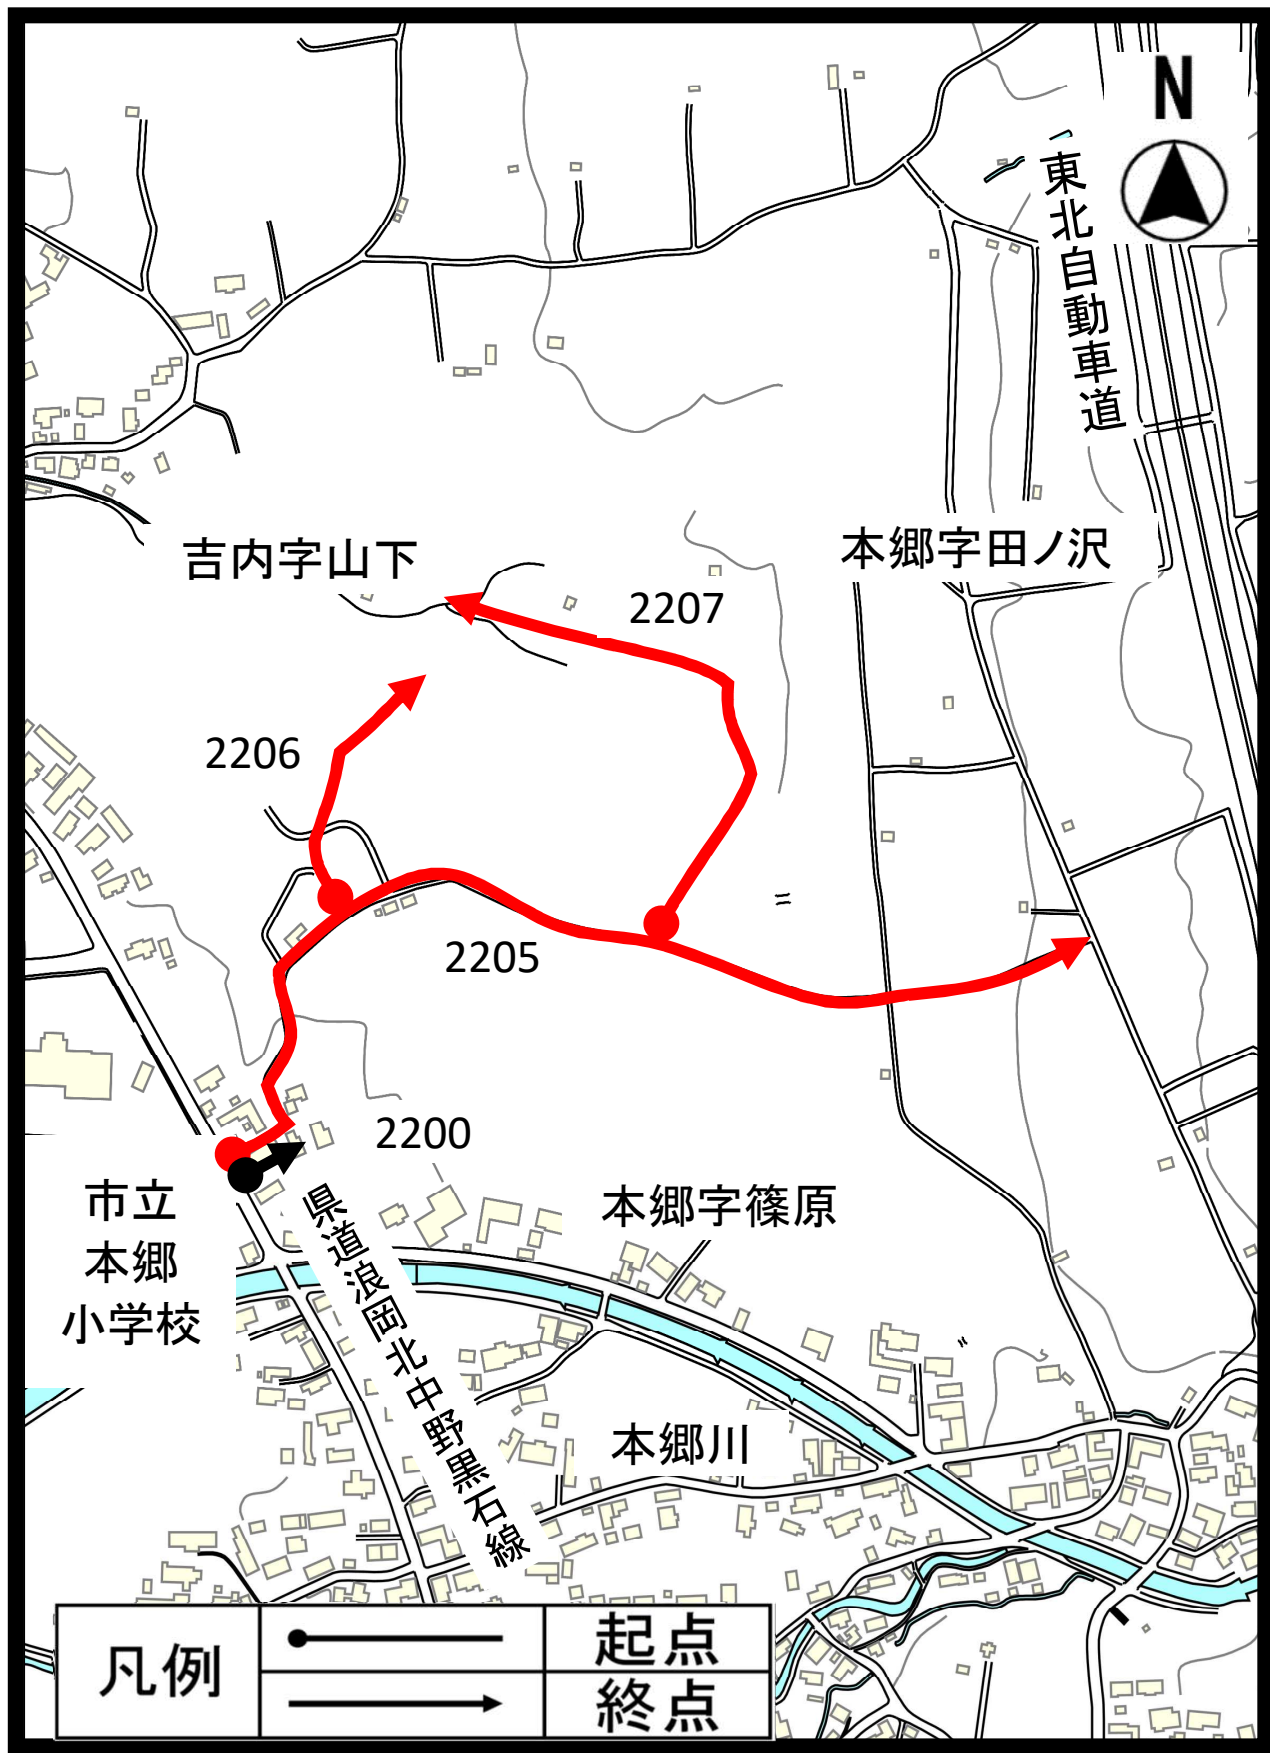 N
東北自動車道
吉内字山下
本郷字田ノ沢
2207
2206
2205
2200
市立
本郷
小学校
県道浪岡北中野黒石線
本郷字篠原
本郷川
凡例
起点
終点